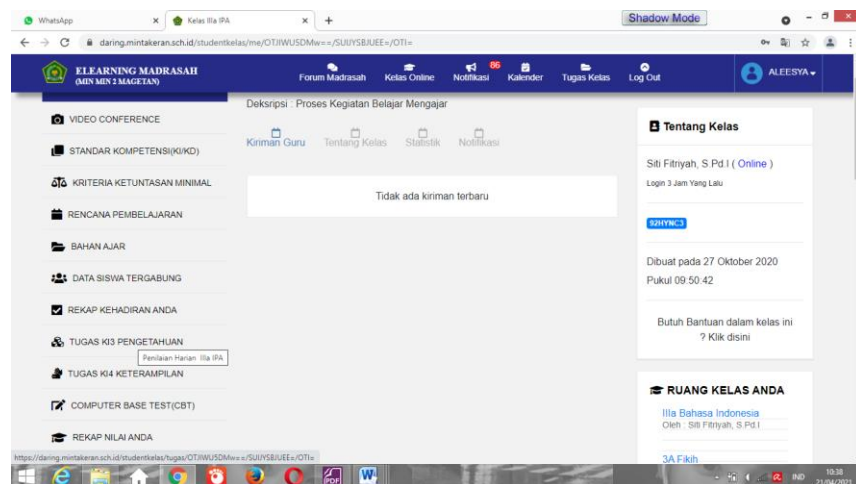 WhatsApp
Kelas IIIa IPA
Shadow Mode
daring.mintakeran.sch.id/studentkelas/me/OTJIWU5DMw==/SUlJYSBJUEE=/OTI=
ELEARNING MADRASAH
(MIN MIN 2 MAGETAN)
Forum Madrasah
Kelas Online
86
Notifikasi
Kalender
Tugas Kelas
Log Out
ALEESYA
VIDEO CONFERENCE
STANDAR KOMPETENSI(KI/KD)
KRITERIA KETUNTASAN MINIMAL
RENCANA PEMBELAJARAN
BAHAN AJAR
DATA SISWA TERGABUNG
REKAP KEHADIRAN ANDA
TUGAS KI3 PENGETAHUAN
Penilaian Harian IIIa IPA
TUGAS KI4 KETERAMPILAN
COMPUTER BASE TEST(CBT)
REKAP NILAI ANDA
Deksripsi : Proses Kegiatan Belajar Mengajar
Kiriman Guru
Tentang Kelas
Statistik
Notifikasi
Tidak ada kiriman terbaru
Tentang Kelas
Siti Fitriyah, S.Pd.I ( Online )
Login 3 Jam Yang Lalu
92HYNC3
Dibuat pada 27 Oktober 2020
Pukul 09:50:42
Butuh Bantuan dalam kelas ini
? Klik disini
RUANG KELAS ANDA
IIIa Bahasa Indonesia
Oleh : Siti Fitriyah, S.Pd.I
3A Fikih
https://daring.mintakeran.sch.id/studentkelas/tugas/OTJIWU5DMw==/SUlJYSBJUEE=/OTI=
PDF
W
IND
10:38
21/04/2021